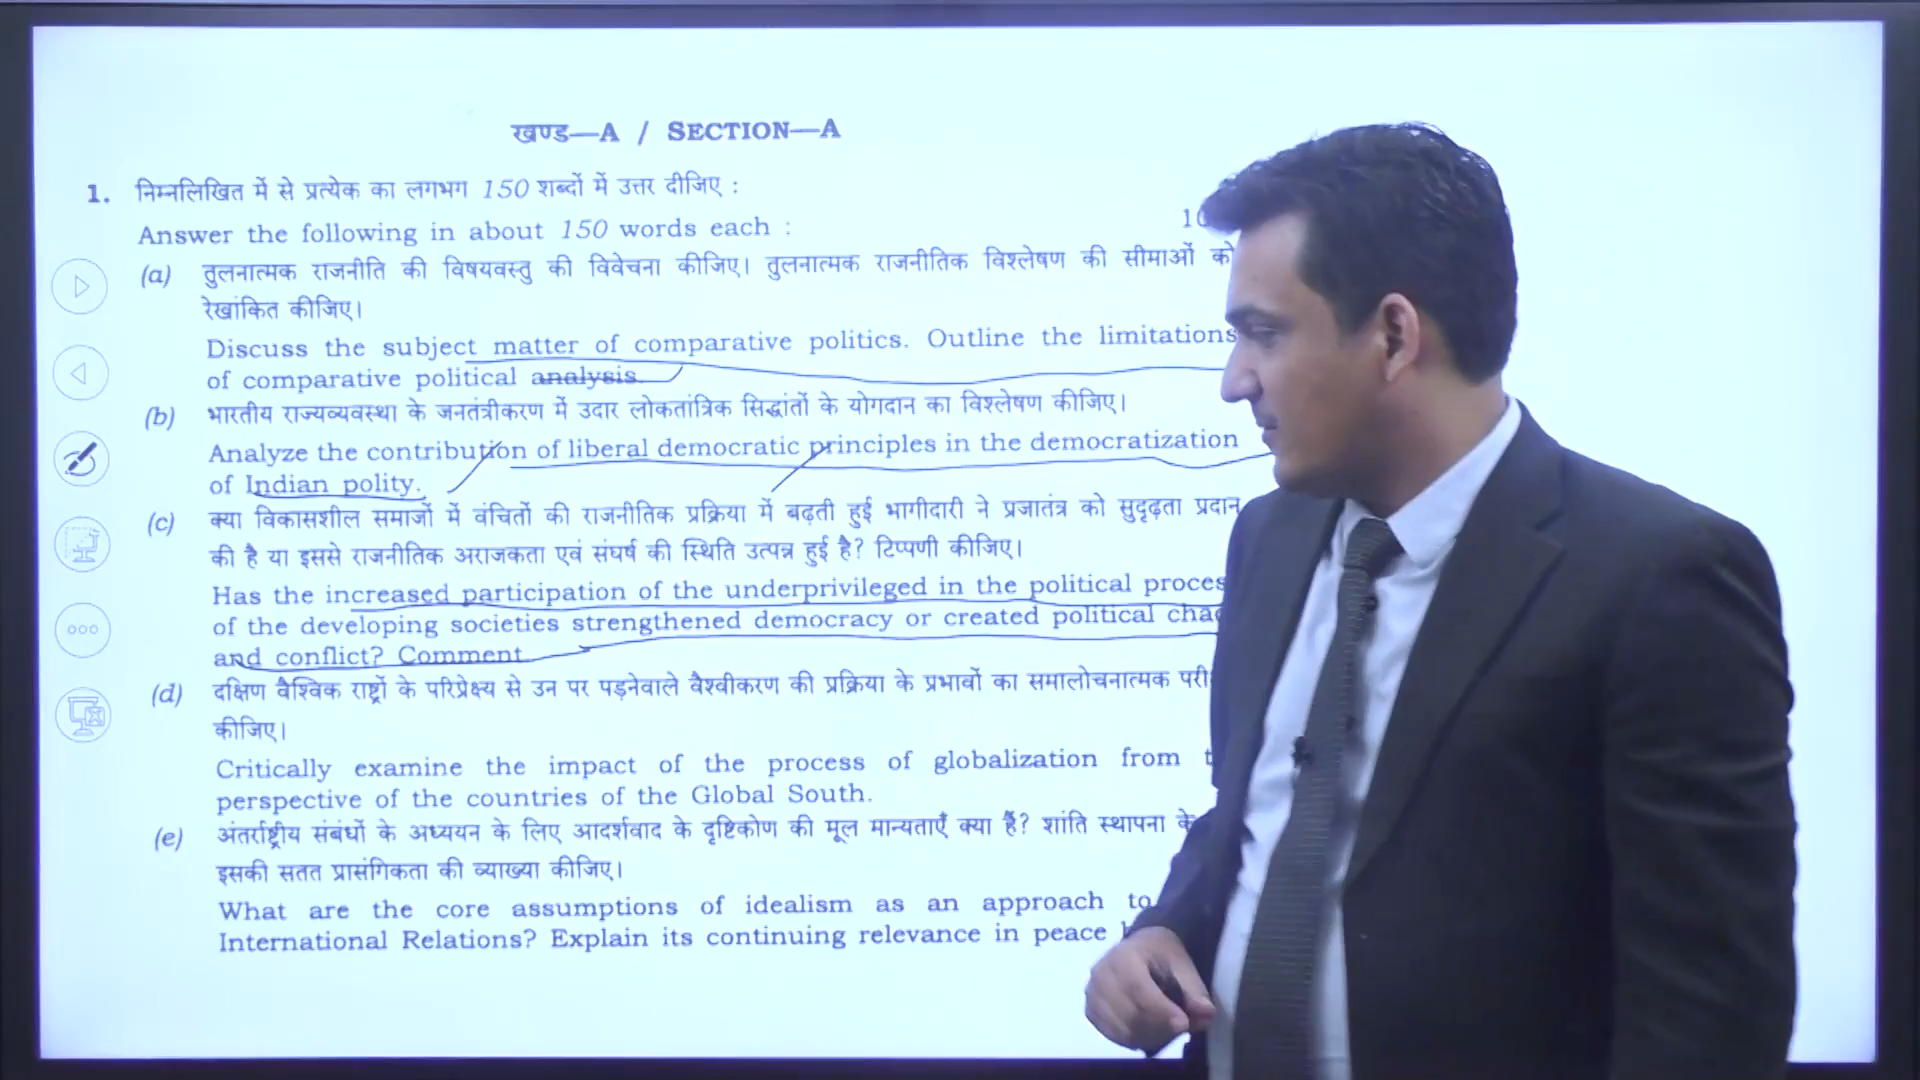 खण्ड—A / SECTION—A
1. निम्नलिखित में से प्रत्येक का लगभग 150 शब्दों में उत्तर दीजिए :
Answer the following in about 150 words each :
10
(a) तुलनात्मक राजनीति की विषयवस्तु की विवेचना कीजिए। तुलनात्मक राजनीतिक विश्लेषण की सीमाओं को
रेखांकित कीजिए।
Discuss the subject matter of comparative politics. Outline the limitations
of comparative political analysis.
(b) भारतीय राज्यव्यवस्था के जनतंत्रीकरण में उदार लोकतांत्रिक सिद्धांतों के योगदान का विश्लेषण कीजिए।
Analyze the contribution of liberal democratic principles in the democratization
of Indian polity.
(c) क्या विकासशील समाजों में वंचितों की राजनीतिक प्रक्रिया में बढ़ती हुई भागीदारी ने प्रजातंत्र को सुदृढ़ता प्रदान
की है या इससे राजनीतिक अराजकता एवं संघर्ष की स्थिति उत्पन्न हुई है? टिप्पणी कीजिए।
Has the increased participation of the underprivileged in the political proces
of the developing societies strengthened democracy or created political cha
and conflict? Comment
(d) दक्षिण वैश्विक राष्ट्रों के परिप्रेक्ष्य से उन पर पड़नेवाले वैश्वीकरण की प्रक्रिया के प्रभावों का समालोचनात्मक परी
कीजिए।
Critically examine the impact of the process of globalization from t
perspective of the countries of the Global South.
(e) अंतर्राष्ट्रीय संबंधों के अध्ययन के लिए आदर्शवाद के दृष्टिकोण की मूल मान्यताएँ क्या हैं? शांति स्थापना के
इसकी सतत प्रासंगिकता की व्याख्या कीजिए।
What are the core assumptions of idealism as an approach to
International Relations? Explain its continuing relevance in peace